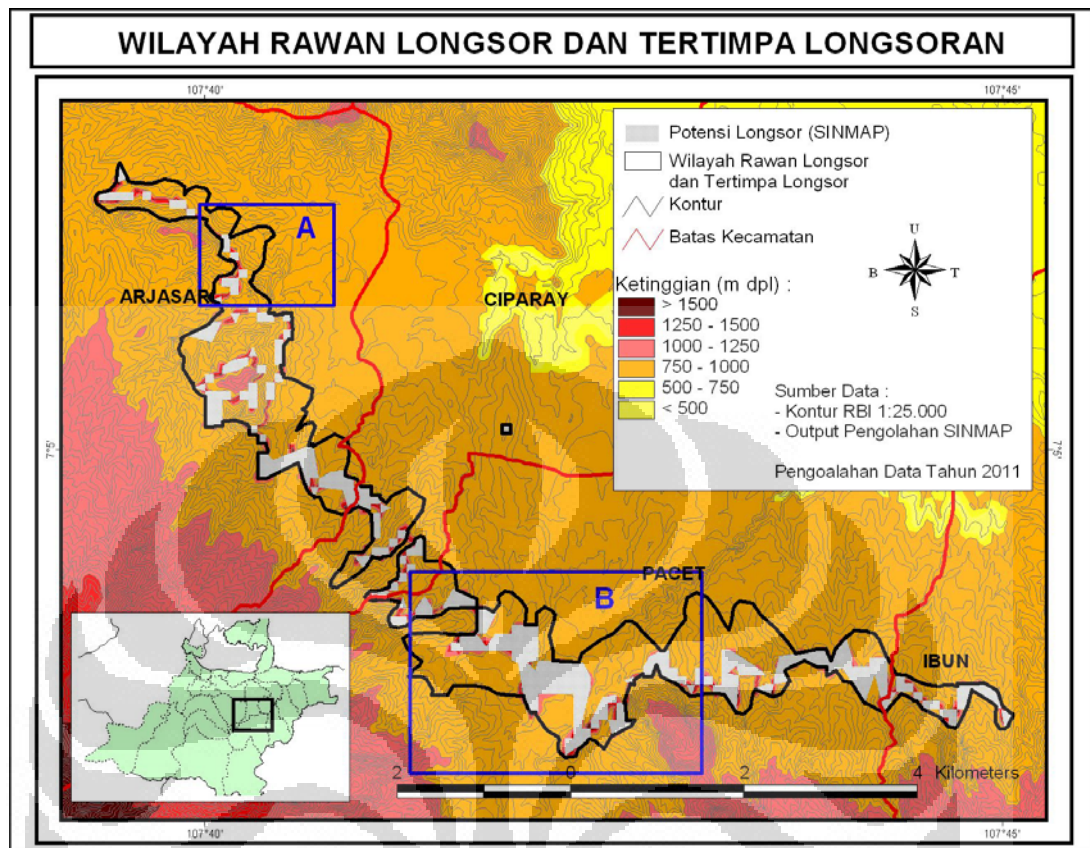 WILAYAH RAWAN LONGSOR DAN TERTIMPA LONGSORAN
107°40'
107°45'
Potensi Longsor (SINMAP)
Wilayah Rawan Longsor
dan Tertimpa Longsor
Kontur
Batas Kecamatan
U
B
T
S
Ketinggian (m dpl) :
> 1500
1250 - 1500
1000 - 1250
750 - 1000
500 - 750
< 500
Sumber Data :
- Kontur RBI 1:25.000
- Output Pengolahan SINMAP
Pengoalahan Data Tahun 2011
A
ARJASARI
CIPARAY
7°5'
7°5'
PACET
B
IBUN
2
0
2
4 Kilometers
107°40'
107°45'